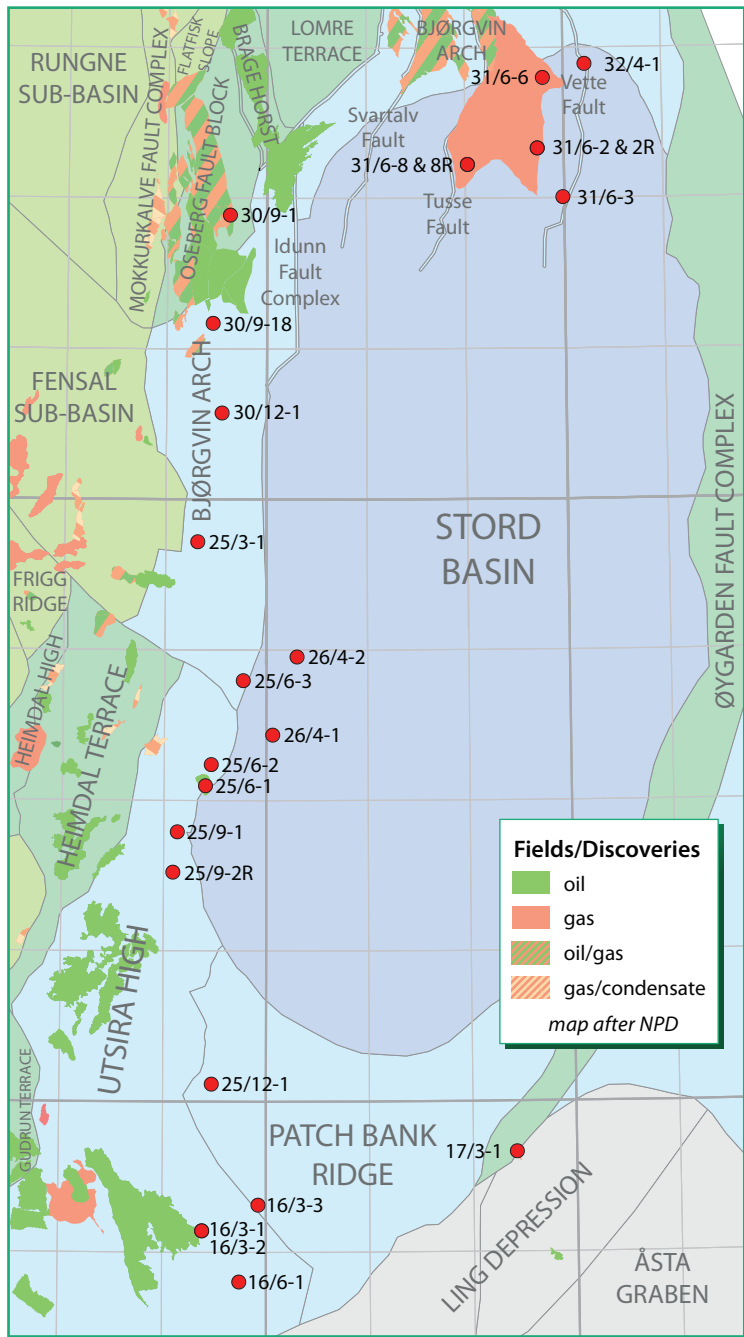 LOMRE
TERRACE
BJØRGVIN
ARCH
FLATFISK
SLOPE
BRAGE HORST
RUNGNE
SUB-BASIN
MOKKURKALVE FAULT COMPLEX
OSEBERG FAULT BLOCK
32/4-1
31/6-6
Vette
Fault
Svartalv
Fault
31/6-2 & 2R
31/6-8 & 8R
31/6-3
Tusse
Fault
30/9-1
Idunn
Fault
Complex
30/9-18
BJØRGVIN ARCH
FENSAL
SUB-BASIN
30/12-1
ØYGARDEN FAULT COMPLEX
STORD
BASIN
25/3-1
FRIGG
RIDGE
HEIMDAL HIGH
HEIMDAL TERRACE
26/4-2
25/6-3
26/4-1
25/6-2
25/6-1
25/9-1
25/9-2R
Fields/Discoveries
oil
gas
oil/gas
gas/condensate
map after NPD
UTSIRA HIGH
GUDRUN TERRACE
25/12-1
PATCH BANK
RIDGE
17/3-1
16/3-3
16/3-1
16/3-2
16/6-1
LING DEPRESSION
ÅSTA
GRABEN